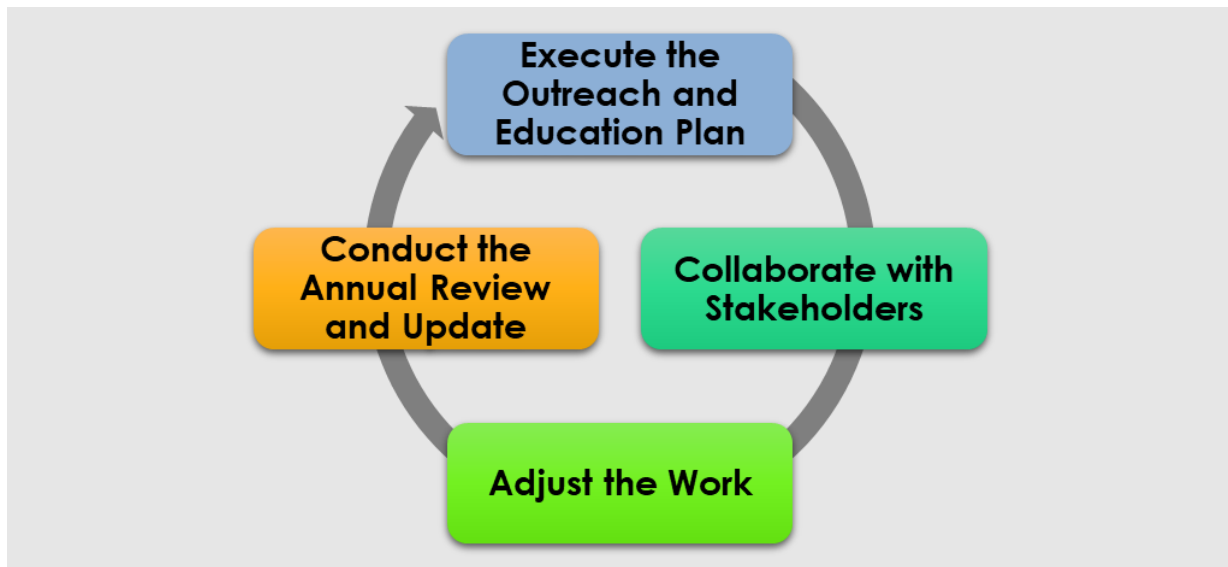 Execute the
Outreach and
Education Plan
Collaborate with
Stakeholders
Adjust the Work
Conduct the
Annual Review
and Update